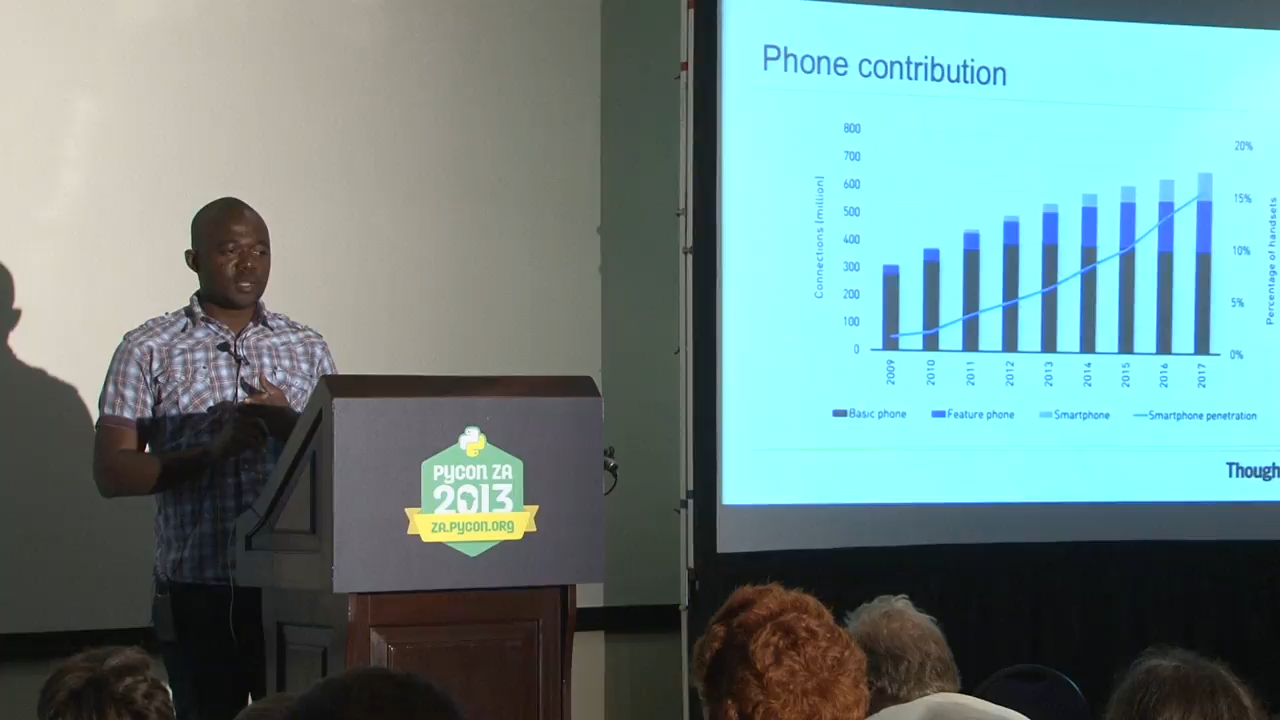 Phone contribution
800
700
600
500
400
300
200
100
0
Connections (million)
20%
15%
10%
5%
0%
Percentage of handsets
2009
2010
2011
2012
2013
2014
2015
2016
2017
Basic phone
Feature phone
Smartphone
Smartphone penetration
Though
PYCON ZA
2013
ZA.PYCON.ORG